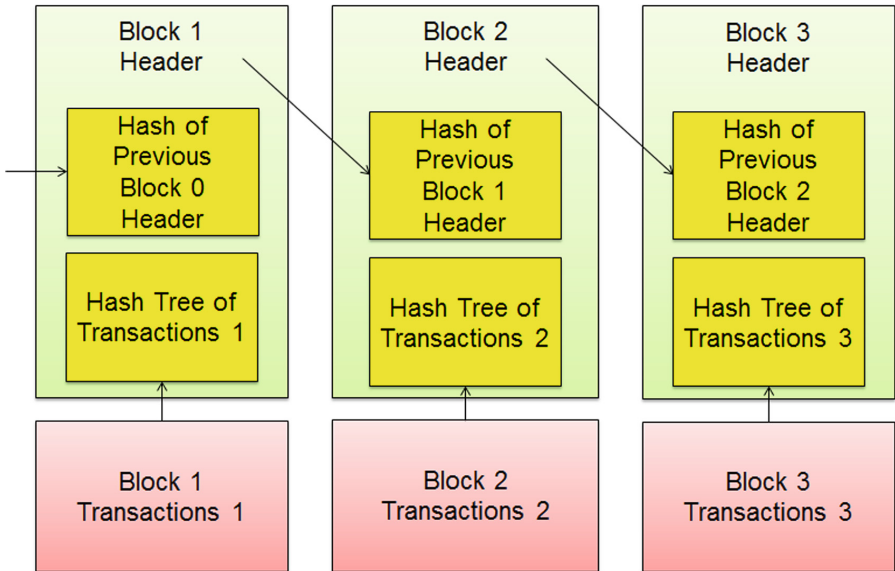 Block 1
Header
Hash of
Previous
Block 0
Header
Hash Tree of
Transactions 1
Block 1
Transactions 1
Block 2
Header
Hash of
Previous
Block 1
Header
Hash Tree of
Transactions 2
Block 2
Transactions 2
Block 3
Header
Hash of
Previous
Block 2
Header
Hash Tree of
Transactions 3
Block 3
Transactions 3